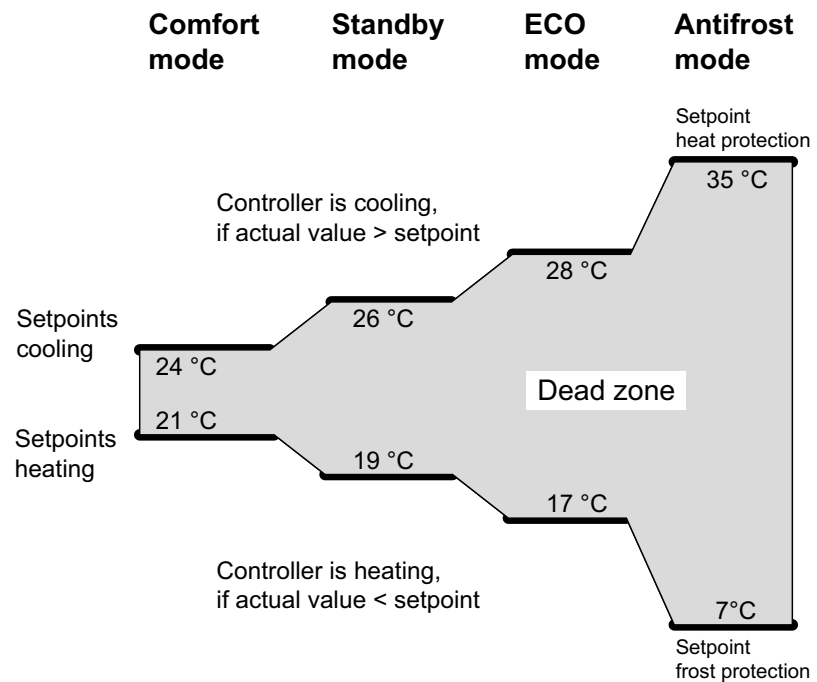 Comfort
mode
Standby
mode
ECO
mode
Antifrost
mode
Setpoint
heat protection
35 °C
Controller is cooling,
if actual value > setpoint
28 °C
26 °C
Setpoints
cooling
24 °C
Dead zone
21 °C
Setpoints
heating
19 °C
17 °C
Controller is heating,
if actual value < setpoint
7°C
Setpoint
frost protection